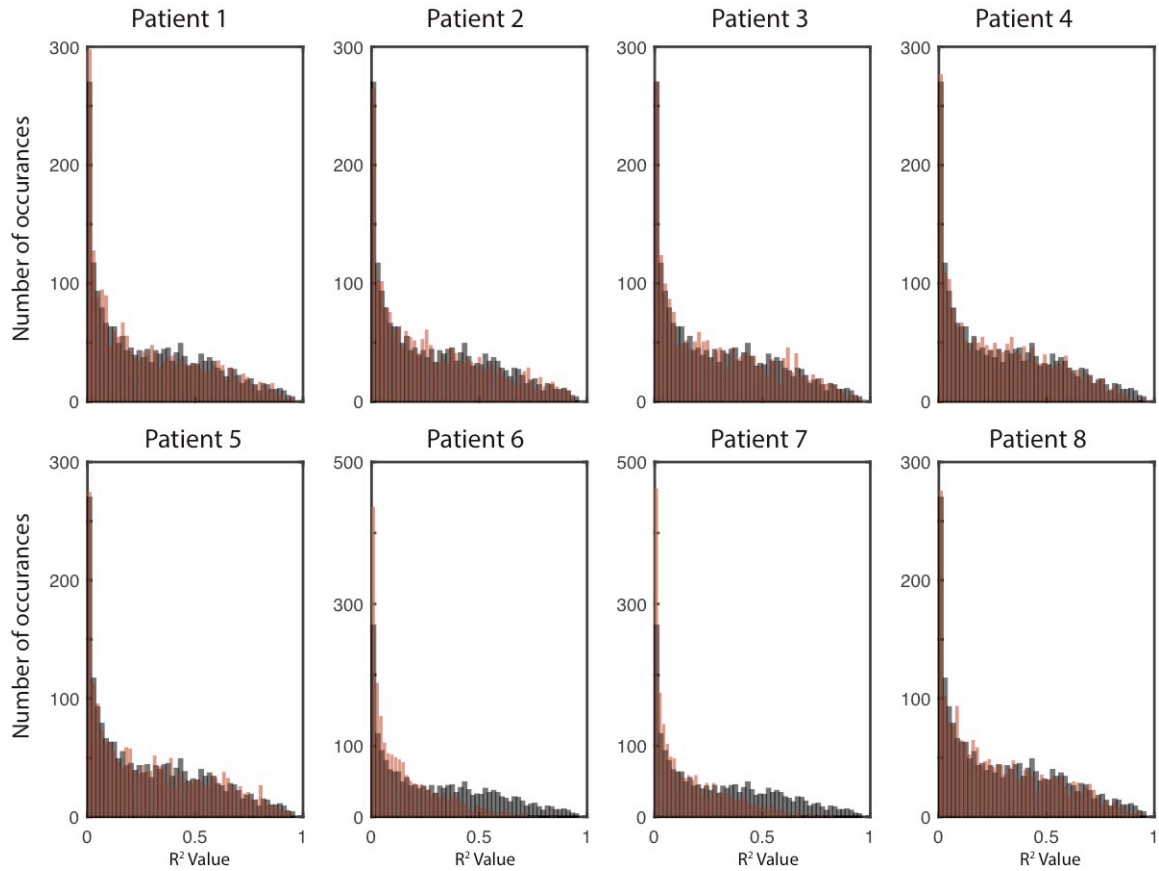 Patient 1 Patient 2 Patient 3 Patient 4
300 300 300 300
200 200 200 200
100 100 100 100
0 0 0 0
Number of occurances
Patient 5 Patient 6 Patient 7 Patient 8
300 500 500 300
200 300 300 200
100 100 100 100
0 0 0 0
Number of occurances
0 0.5 1 0 0.5 1 0 0.5 1 0 0.5 1
R² Value R² Value R² Value R² Value